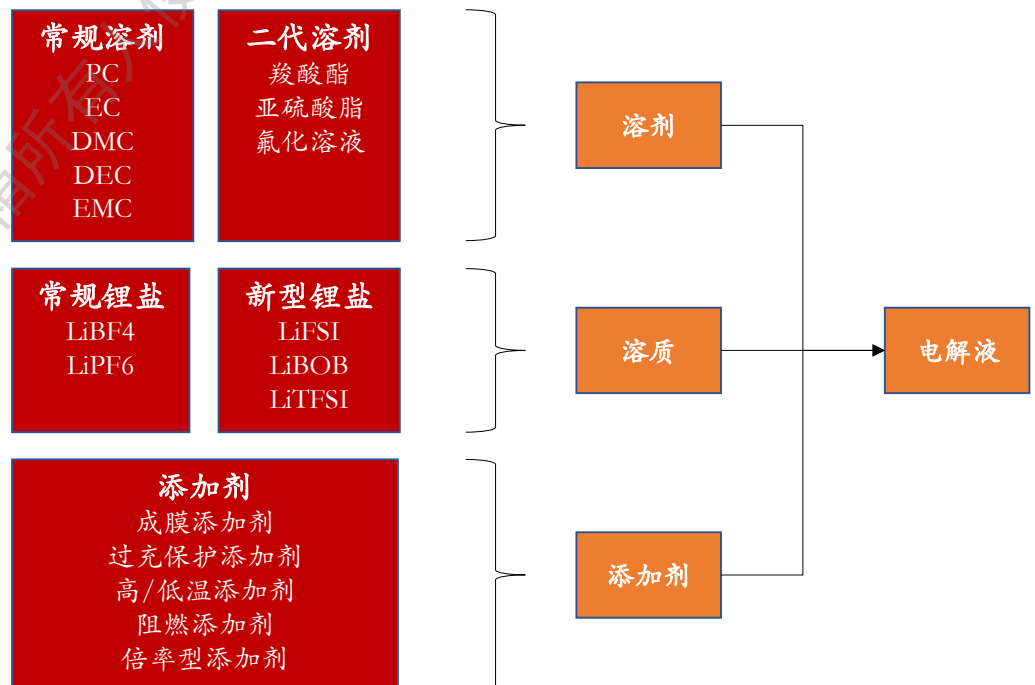 常规溶剂
PC
EC
DMC
DEC
EMC
二代溶剂
羧酸酯
亚硫酸脂
氟化溶液
溶剂
常规锂盐
LiBF4
LiPF6
新型锂盐
LiFSI
LiBOB
LiTFSI
溶质
电解液
添加剂
成膜添加剂
过充保护添加剂
高/低温添加剂
阻燃添加剂
倍率型添加剂
添加剂